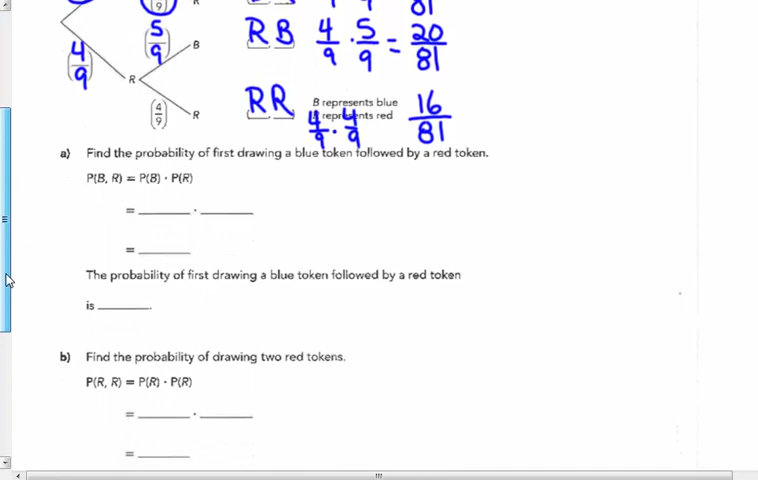 9 R
81
(5/9) B R B 4/9 · 5/9 = 20/81
4/9 R
(4/9) R R R 4/9 · 4/9 16/81
B represents blue
represents red
a) Find the probability of first drawing a blue token followed by a red token.
P(B, R) = P(B) · P(R)
= ______ · ______
= ______
The probability of first drawing a blue token followed by a red token
is ______.
b) Find the probability of drawing two red tokens.
P(R, R) = P(R) · P(R)
= ______ · ______
= ______